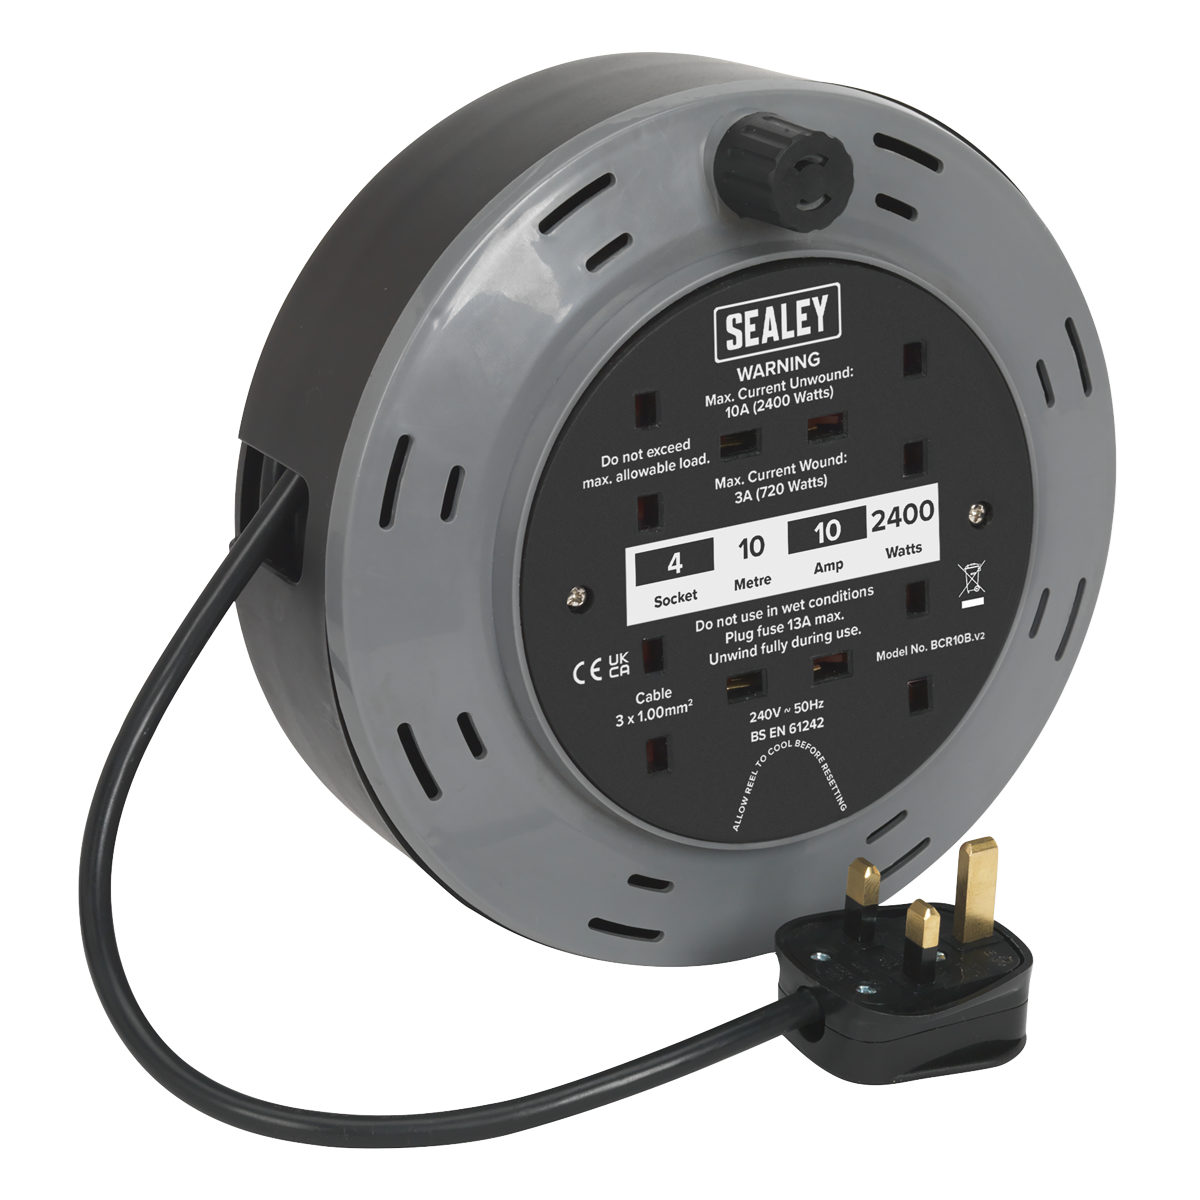 SEALEY
WARNING
Max. Current Unwound:
10A (2400 Watts)
Do not exceed
max. allowable load.
Max. Current Wound:
3A (720 Watts)
4 10 10 2400
Socket Metre Amp Watts
Do not use in wet conditions
Plug fuse 13A max.
Unwind fully during use.
Model No. BCR10B.V2
CE UK
CA
Cable
3 x 1.00mm²
240V ~ 50Hz
BS EN 61242
ALLOW REEL TO COOL BEFORE RESETTING